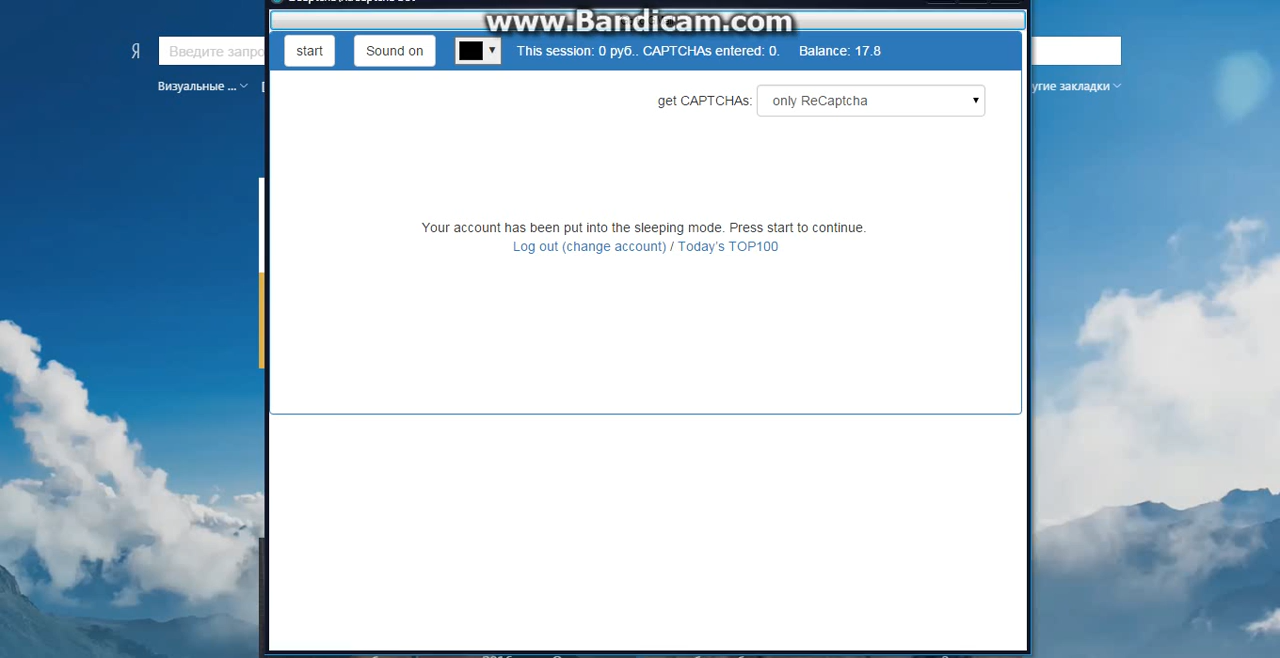 www.Bandicam.com
start
Sound on
This session: 0 руб.. CAPTCHAs entered: 0.
Balance: 17.8
Я
Введите запро
Визуальные ...
угие закладки
get CAPTCHAs:
only ReCaptcha
Your account has been put into the sleeping mode. Press start to continue.
Log out (change account) / Today's TOP100